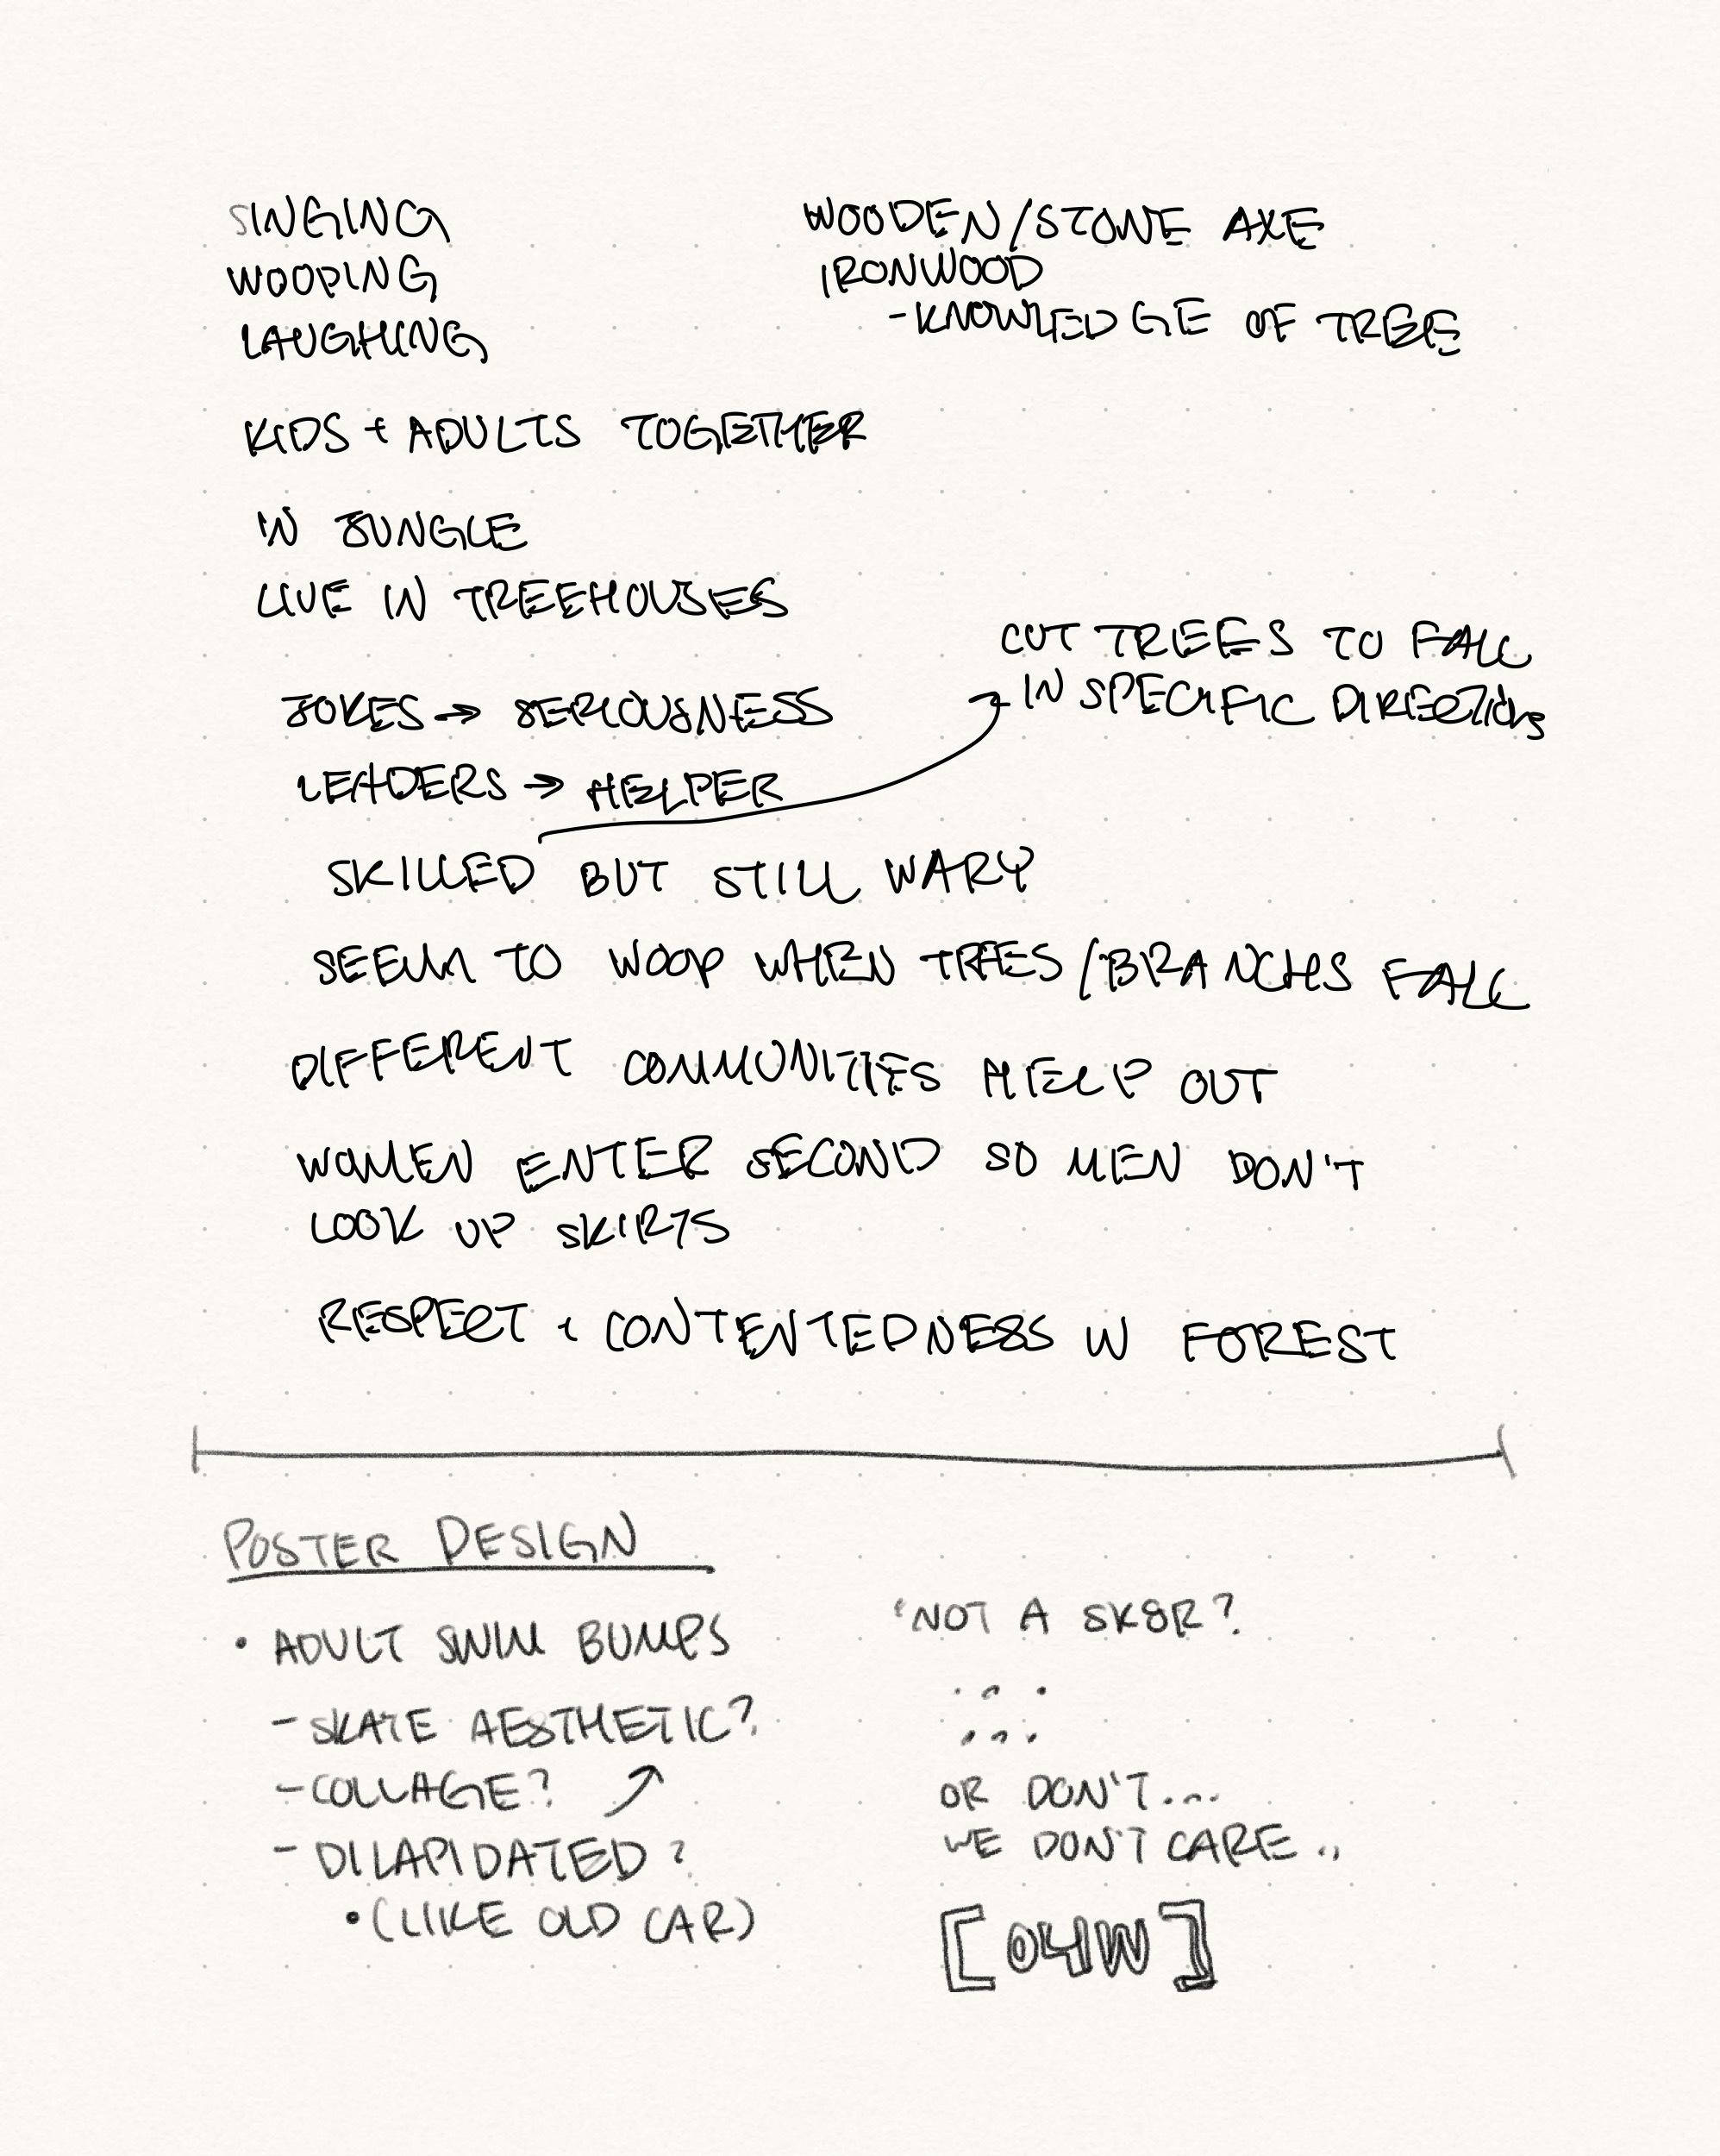 SINGING
WOOPING
LAUGHING
WOODEN/STONE AXE
IRONWOOD
-KNOWLEDGE OF TREE
KIDS + ADULTS TOGETHER
IN JUNGLE
LIVE IN TREEHOUSES
JOKES → SERIOUSNESS
LEADERS → HELPER
CUT TREES TO FALL
IN SPECIFIC DIRECTIONS
SKILLED BUT STILL WARY
SEEM TO WOOP WHEN TREES/BRANCHS FALL
DIFFERENT COMMUNITIES HELP OUT
WOMEN ENTER SECOND SO MEN DON'T
LOOK UP SKIRTS
RESPECT + CONTENTEDNESS W FOREST
POSTER DESIGN
• ADULT SWIM BUMPS
- SKATE AESTHETIC?
- COLLAGE? ↗
- DILAPIDATED?
• (LIKE OLD CAR)
'NOT A SK8R?
. . .
. . .
OR DON'T...
WE DON'T CARE..
[O4W]